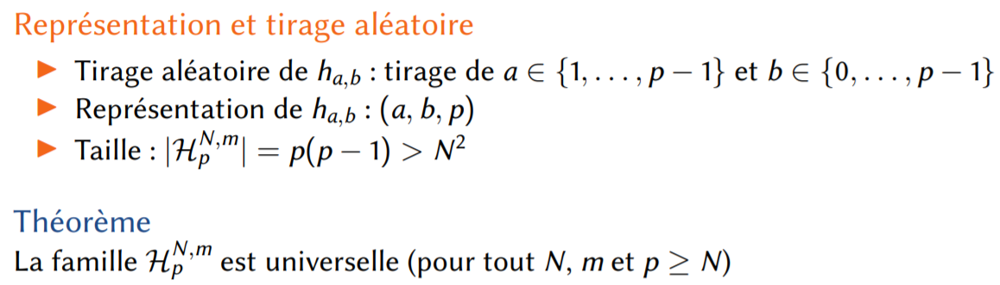 Représentation et tirage aléatoire
▶ Tirage aléatoire de $h_{a,b}$ : tirage de $a \in \{1, \ldots, p-1\}$ et $b \in \{0, \ldots, p-1\}$
▶ Représentation de $h_{a,b}$ : $(a, b, p)$
▶ Taille : $|\mathcal{H}_p^{N,m}| = p(p-1) > N^2$
Théorème
La famille $\mathcal{H}_p^{N,m}$ est universelle (pour tout $N$, $m$ et $p \geq N$)